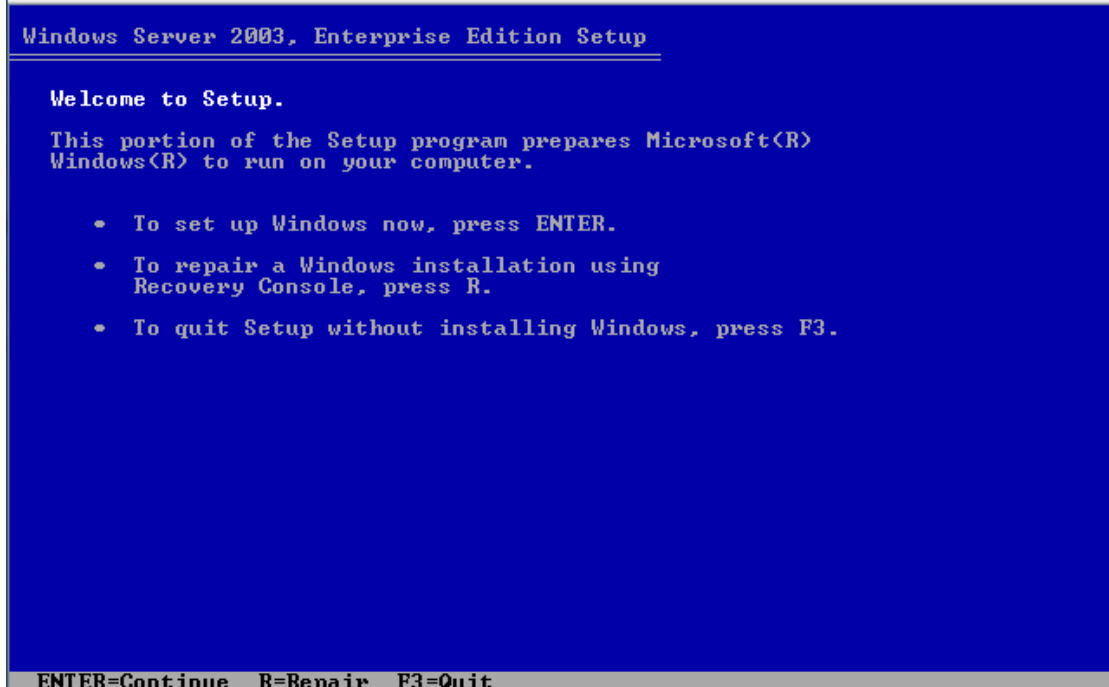 Windows Server 2003, Enterprise Edition Setup
Welcome to Setup.
This portion of the Setup program prepares Microsoft(R)
Windows(R) to run on your computer.
• To set up Windows now, press ENTER.
• To repair a Windows installation using
Recovery Console, press R.
• To quit Setup without installing Windows, press F3.
ENTER=Continue R=Repair F3=Quit